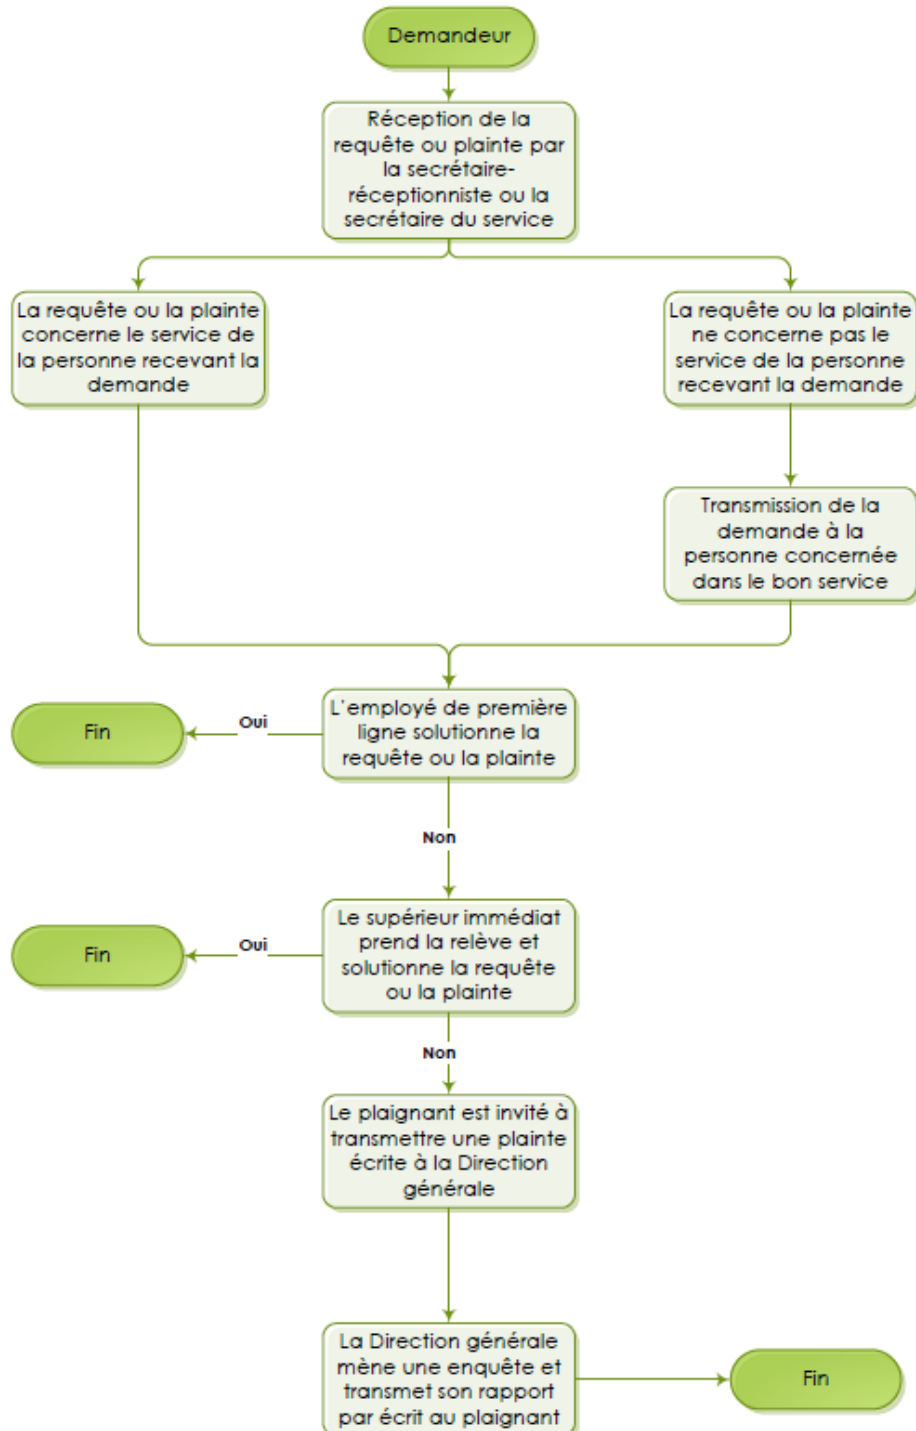 Demandeur
Réception de la
requête ou plainte par
la secrétaire-
réceptionniste ou la
secrétaire du service
La requête ou la plainte
concerne le service de
la personne recevant la
demande
La requête ou la plainte
ne concerne pas le
service de la personne
recevant la demande
Transmission de la
demande à la
personne concernée
dans le bon service
L'employé de première
ligne solutionne la
requête ou la plainte
Oui
Fin
Non
Le supérieur immédiat
prend la relève et
solutionne la requête
ou la plainte
Oui
Fin
Non
Le plaignant est invité à
transmettre une plainte
écrite à la Direction
générale
La Direction générale
mène une enquête et
transmet son rapport
par écrit au plaignant
Fin